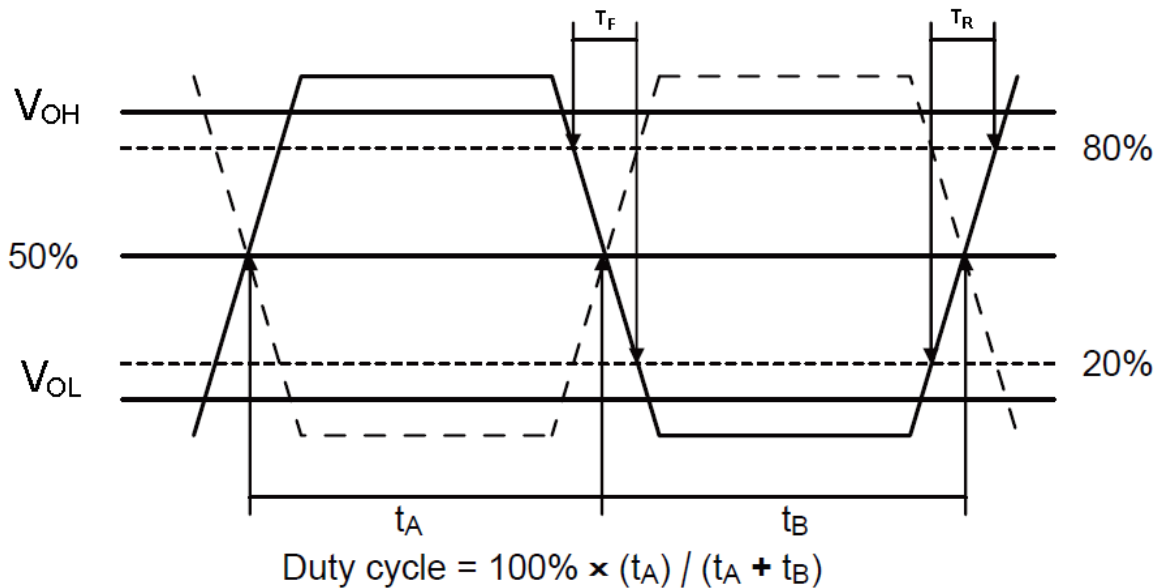 TF
TR
VOH
80%
50%
20%
VOL
tA
tB
Duty cycle = 100% × (tA) / (tA + tB)